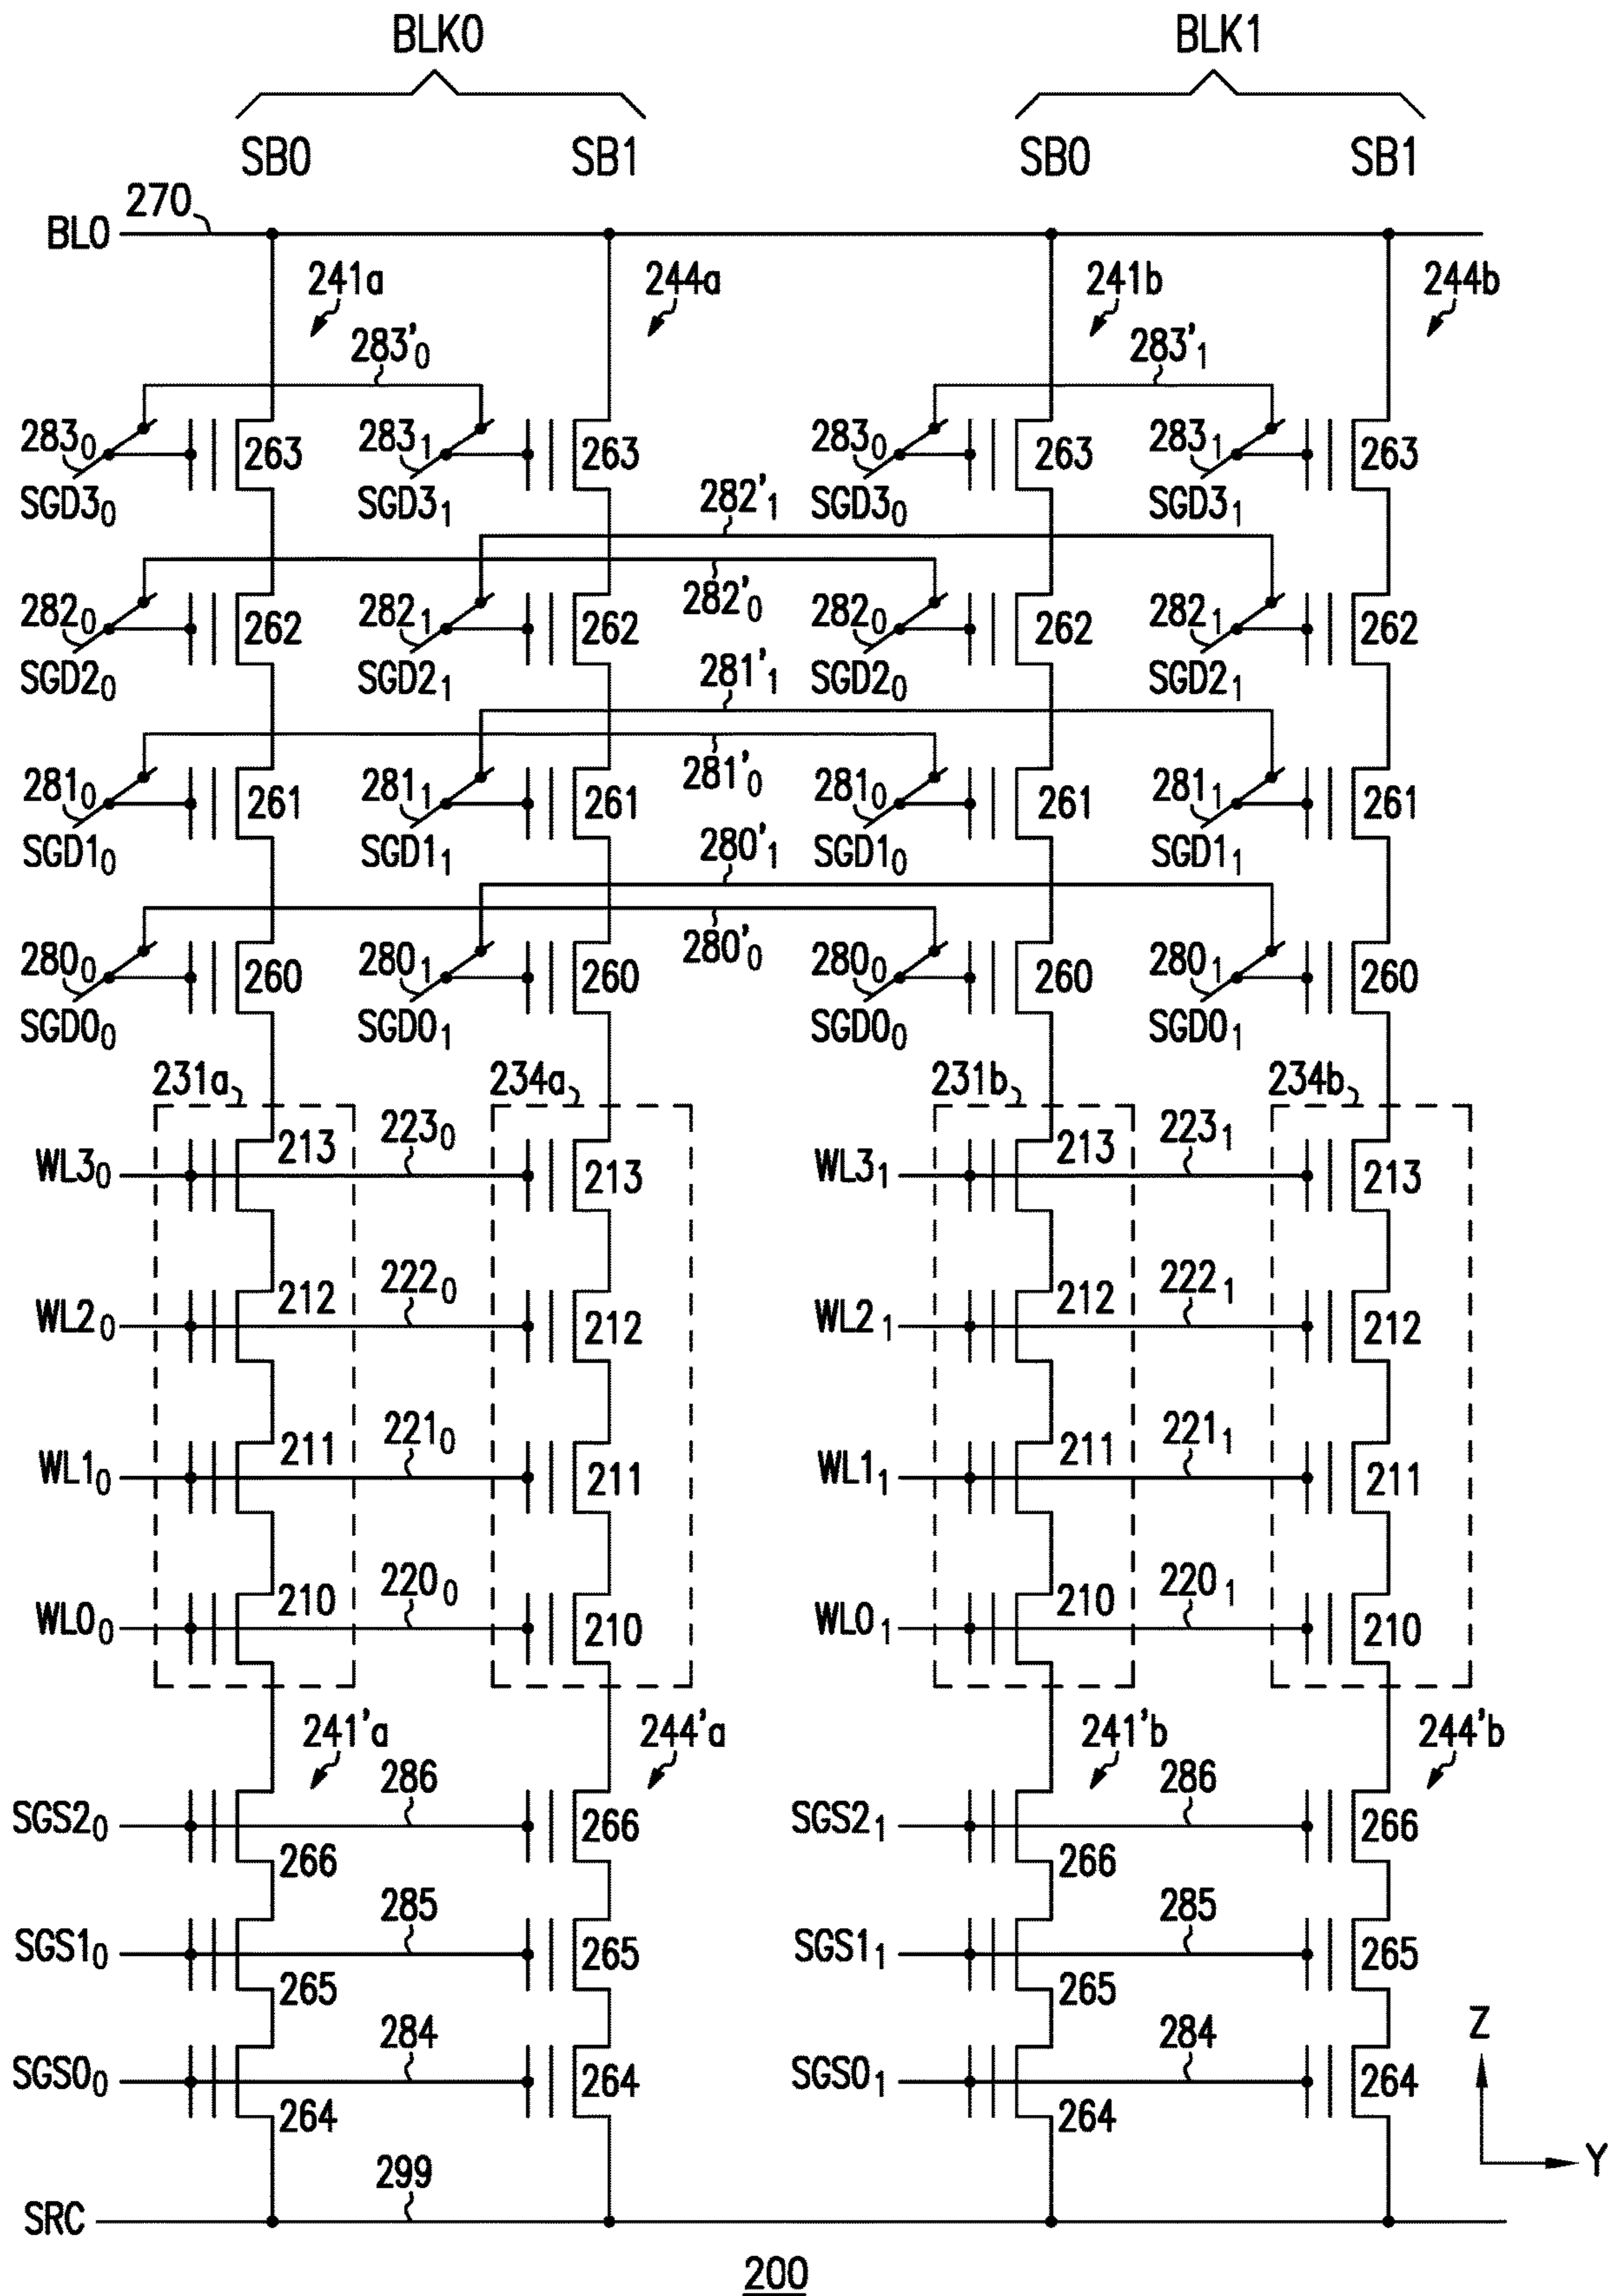 BLK0 BLK1
SB0 SB1 SB0 SB1
270
BL0
241a 244a 241b 244b
283'₀ 283'₁
283₀ 263 283₁ 263 283₀ 263 283₁ 263
SGD3₀ SGD3₁ SGD3₀ SGD3₁
282'₁
282'₀
282₀ 262 282₁ 262 282₀ 262 282₁ 262
SGD2₀ SGD2₁ SGD2₀ SGD2₁
281'₁
281'₀
281₀ 261 281₁ 261 281₀ 261 281₁ 261
SGD1₀ SGD1₁ SGD1₀ SGD1₁
280'₁
280'₀
280₀ 260 280₁ 260 280₀ 260 280₁ 260
SGD0₀ SGD0₁ SGD0₀ SGD0₁
231a 234a 231b 234b
WL3₀ 213 223₀ 213 WL3₁ 213 223₁ 213
WL2₀ 212 222₀ 212 WL2₁ 212 222₁ 212
WL1₀ 211 221₀ 211 WL1₁ 211 221₁ 211
WL0₀ 210 220₀ 210 WL0₁ 210 220₁ 210
241'a 244'a 241'b 244'b
286 286
SGS2₀ 266 266 SGS2₁ 266 266
285 285
SGS1₀ 265 265 SGS1₁ 265 265
284 284
SGS0₀ 264 264 SGS0₁ 264 264
Z
Y
299
SRC
200